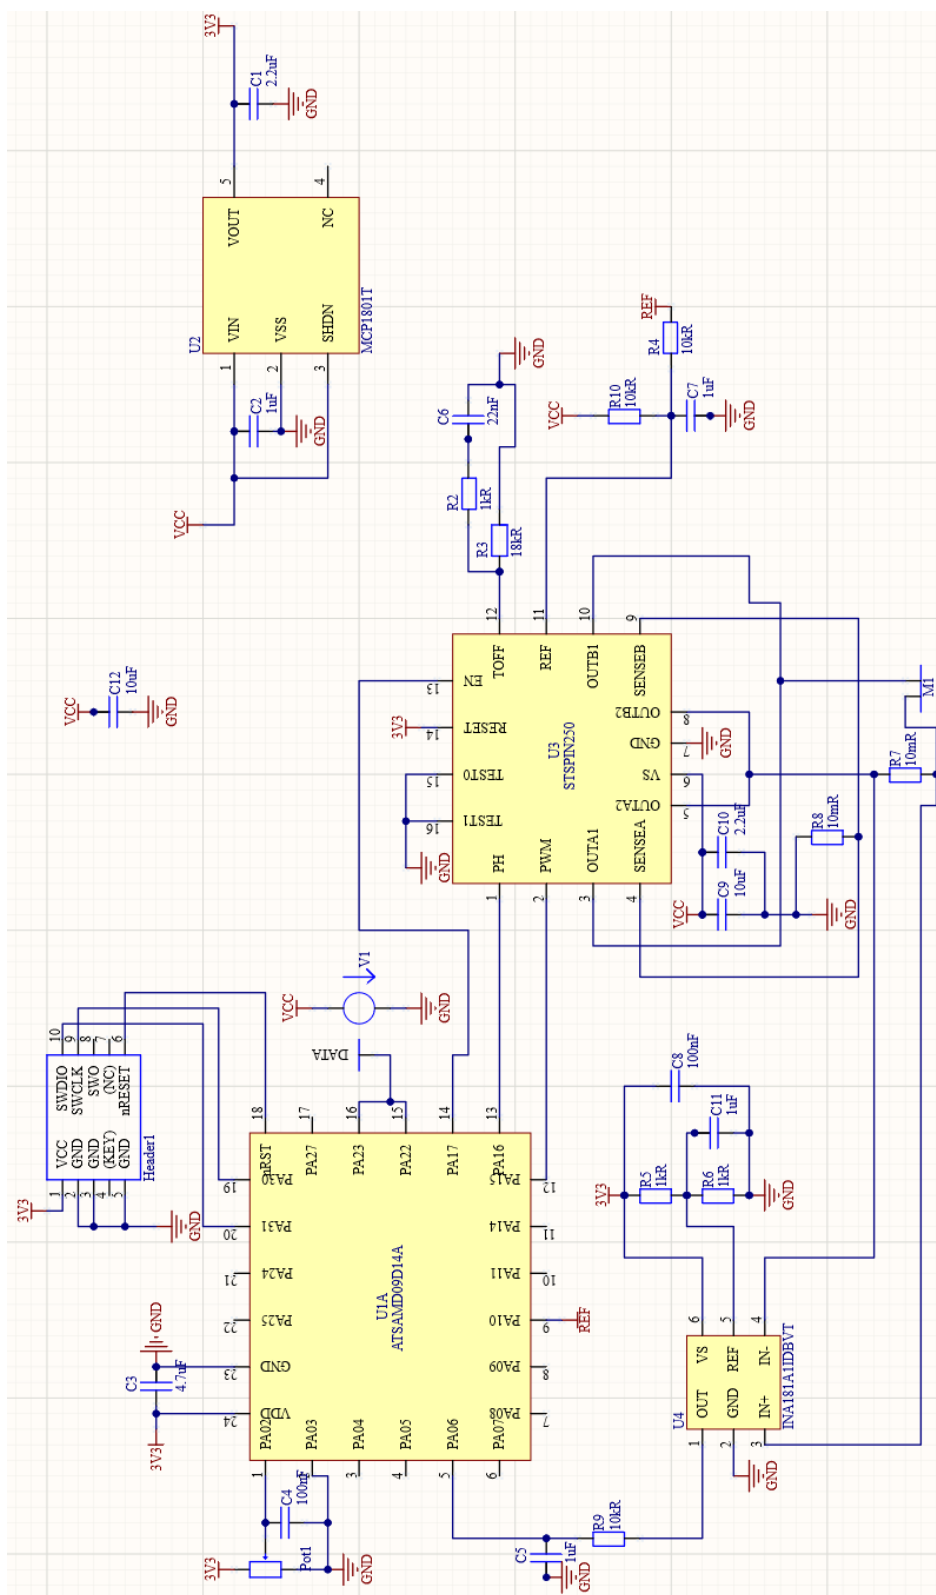 3V3
C1
2.2uF
GND
5
4
VOUT
NC
U2
MCP1801T
VIN
VSS
SHDN
1
2
3
C2
1uF
GND
VCC
VCC
C12
10uF
GND
REF
R4
10kR
VCC
R10
10kR
C7
1uF
GND
GND
C6
22nF
R2
1kR
R3
18kR
12
11
10
9
TOFF
REF
OUTB1
SENSEB
13
EN
3V3
14
RESET
15
TEST0
16
TEST1
GND
U3
STSPIN250
OUTB2
8
GND
7
GND
VS
6
OUTA2
5
PH
PWM
OUTA1
SENSEA
1
2
3
4
C10
2.2uF
C9
10uF
VCC
GND
R8
10mR
R7
10mR
M1
VCC
V1
GND
DATA
10
9
8
7
6
SWDIO
SWCLK
SWO
(NC)
nRESET
VCC
GND
GND
(KEY)
GND
Header1
1
2
3
4
5
3V3
GND
18
17
16
15
14
13
nRST
PA27
PA23
PA22
PA17
PA16
19
PA30
20
PA31
21
PA24
22
PA25
23
GND
24
VDD
U1A
ATSAMD09D14A
PA15
12
PA14
11
PA11
10
PA10
9
REF
PA09
8
PA08
7
PA02
PA03
PA04
PA05
PA06
PA07
1
3
4
5
6
GND
C3
4.7uF
3V3
C4
100nF
3V3
Pot1
GND
C5
1uF
GND
R9
10kR
C8
100nF
C11
1uF
3V3
R5
1kR
R6
1kR
GND
6
5
4
VS
REF
IN-
U4
INA181A1IDBVT
OUT
GND
IN+
1
2
3
GND